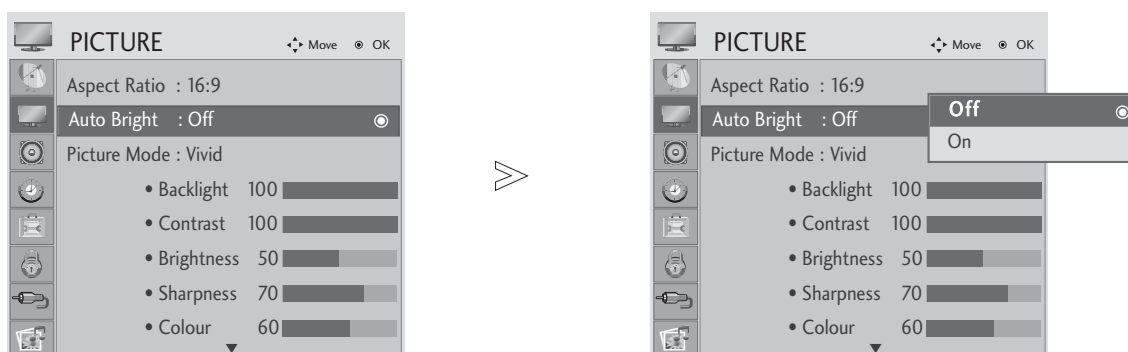 PICTURE Move OK
Aspect Ratio : 16:9
Auto Bright : Off
Picture Mode : Vivid
• Backlight 100
• Contrast 100
• Brightness 50
• Sharpness 70
• Colour 60
PICTURE Move OK
Aspect Ratio : 16:9
Auto Bright : Off
Off
On
Picture Mode : Vivid
• Backlight 100
• Contrast 100
• Brightness 50
• Sharpness 70
• Colour 60